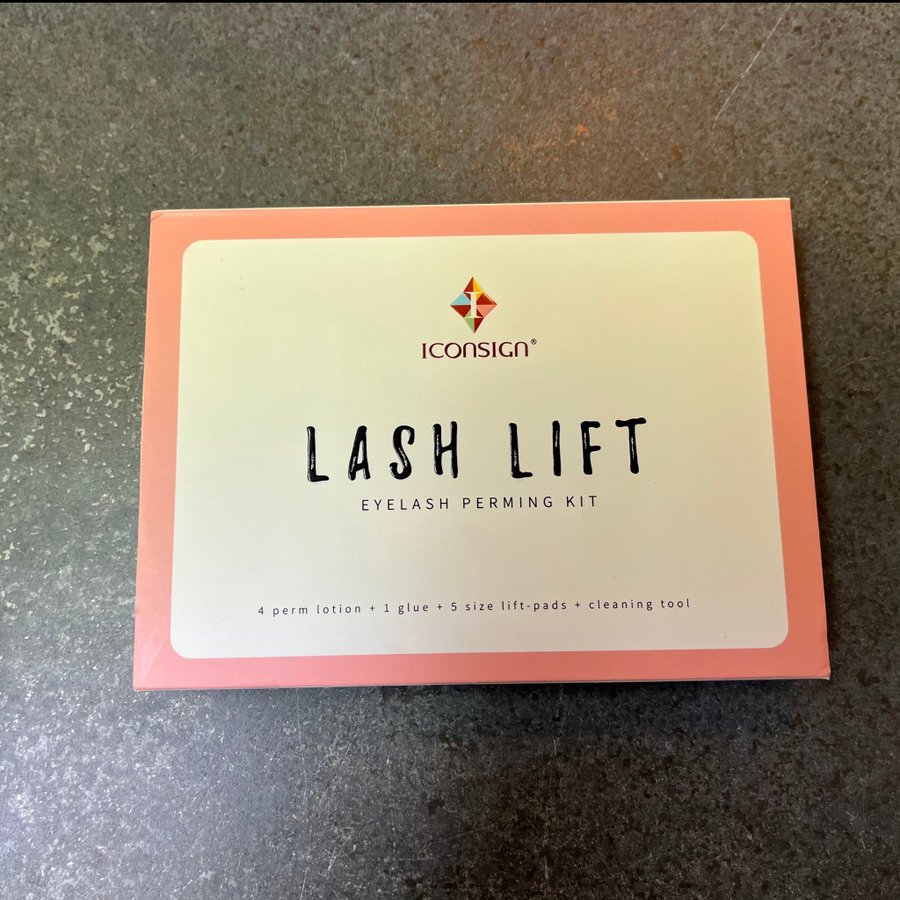 I
ICONSIGN®
LASH LIFT
EYELASH PERMING KIT
4 perm lotion + 1 glue + 5 size lift-pads + cleaning tool